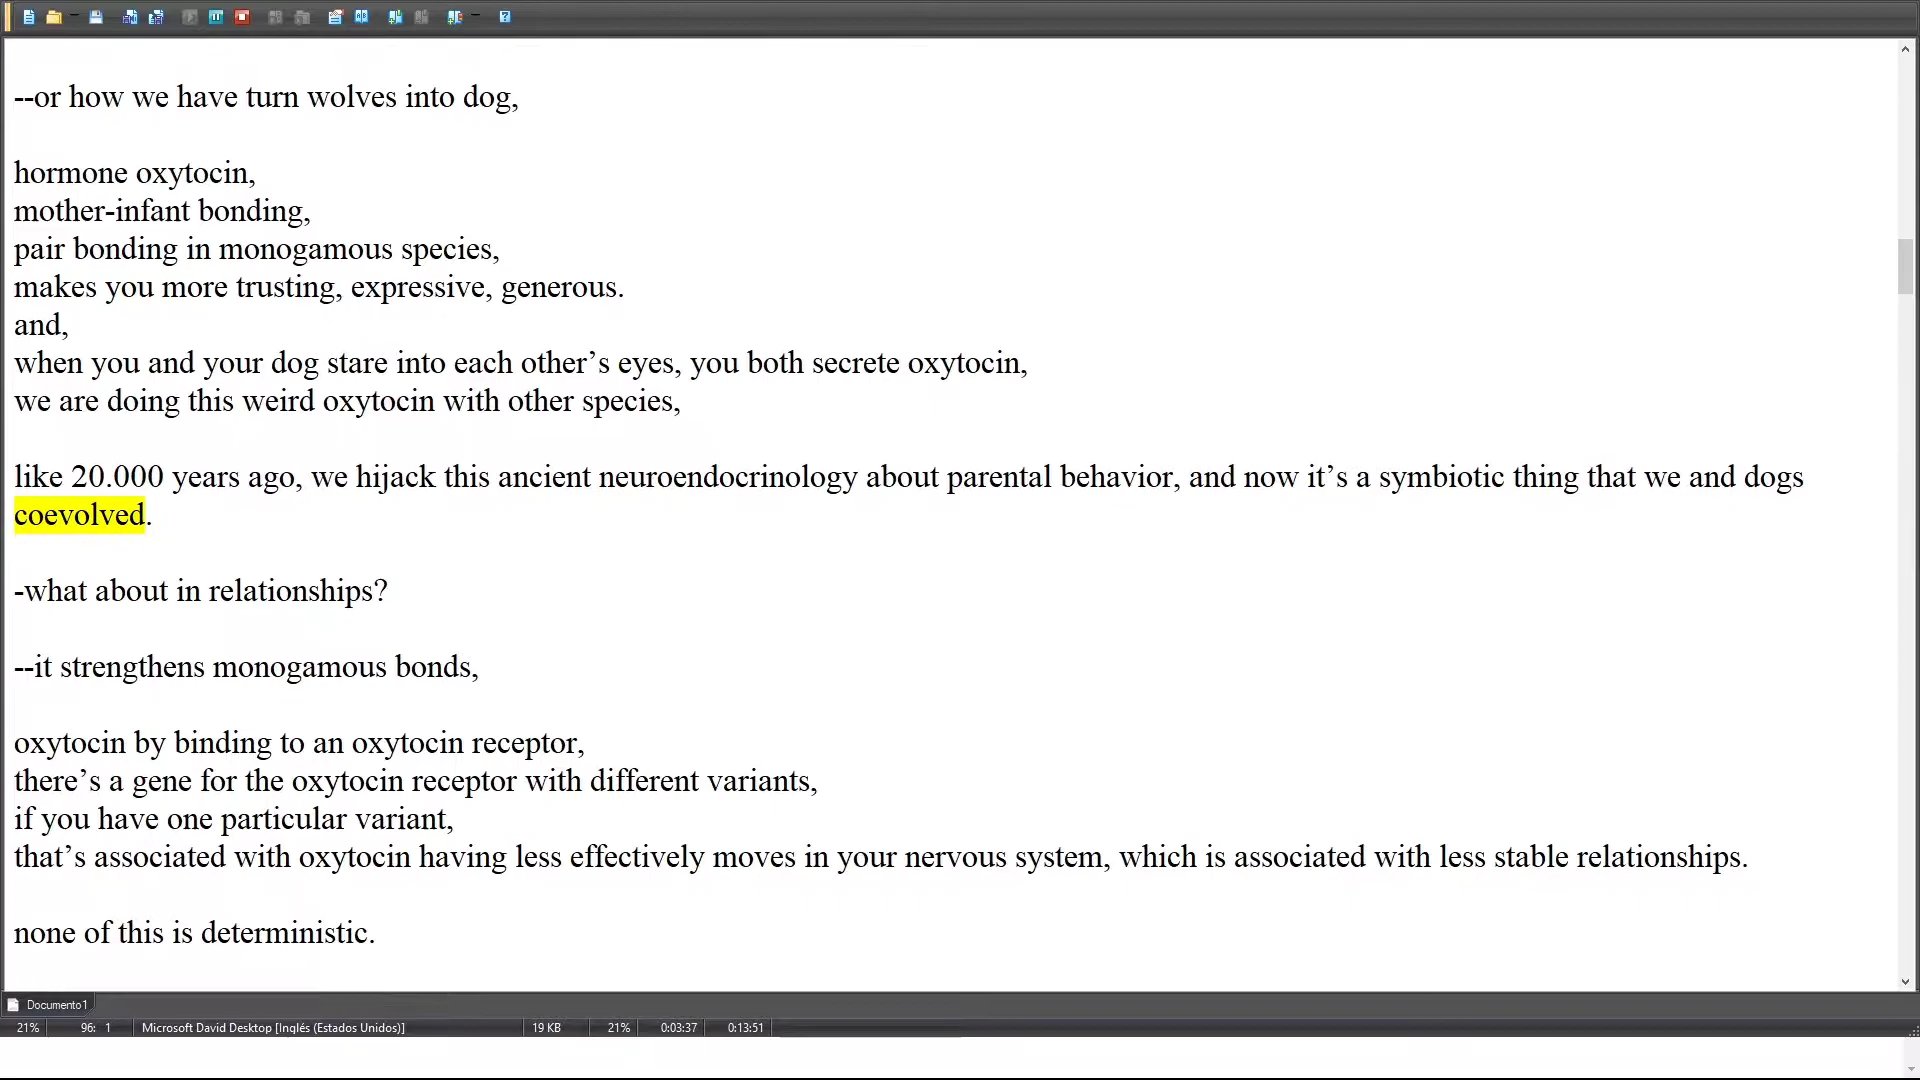 --or how we have turn wolves into dog,
hormone oxytocin,
mother-infant bonding,
pair bonding in monogamous species,
makes you more trusting, expressive, generous.
and,
when you and your dog stare into each other’s eyes, you both secrete oxytocin,
we are doing this weird oxytocin with other species,
like 20.000 years ago, we hijack this ancient neuroendocrinology about parental behavior, and now it’s a symbiotic thing that we and dogs
coevolved.
-what about in relationships?
--it strengthens monogamous bonds,
oxytocin by binding to an oxytocin receptor,
there’s a gene for the oxytocin receptor with different variants,
if you have one particular variant,
that’s associated with oxytocin having less effectively moves in your nervous system, which is associated with less stable relationships.
none of this is deterministic.
Documento1
21% 96: 1 Microsoft David Desktop [Inglés (Estados Unidos)] 19 KB 21% 0:03:37 0:13:51